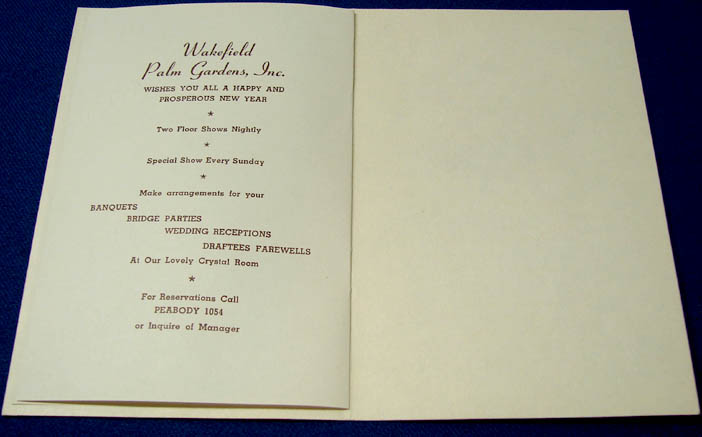 Wakefield
Palm Gardens, Inc.
WISHES YOU ALL A HAPPY AND
PROSPEROUS NEW YEAR
*
Two Floor Shows Nightly
*
Special Show Every Sunday
*
Make arrangements for your
BANQUETS
BRIDGE PARTIES
WEDDING RECEPTIONS
DRAFTEES FAREWELLS
At Our Lovely Crystal Room
*
For Reservations Call
PEABODY 1054
or Inquire of Manager